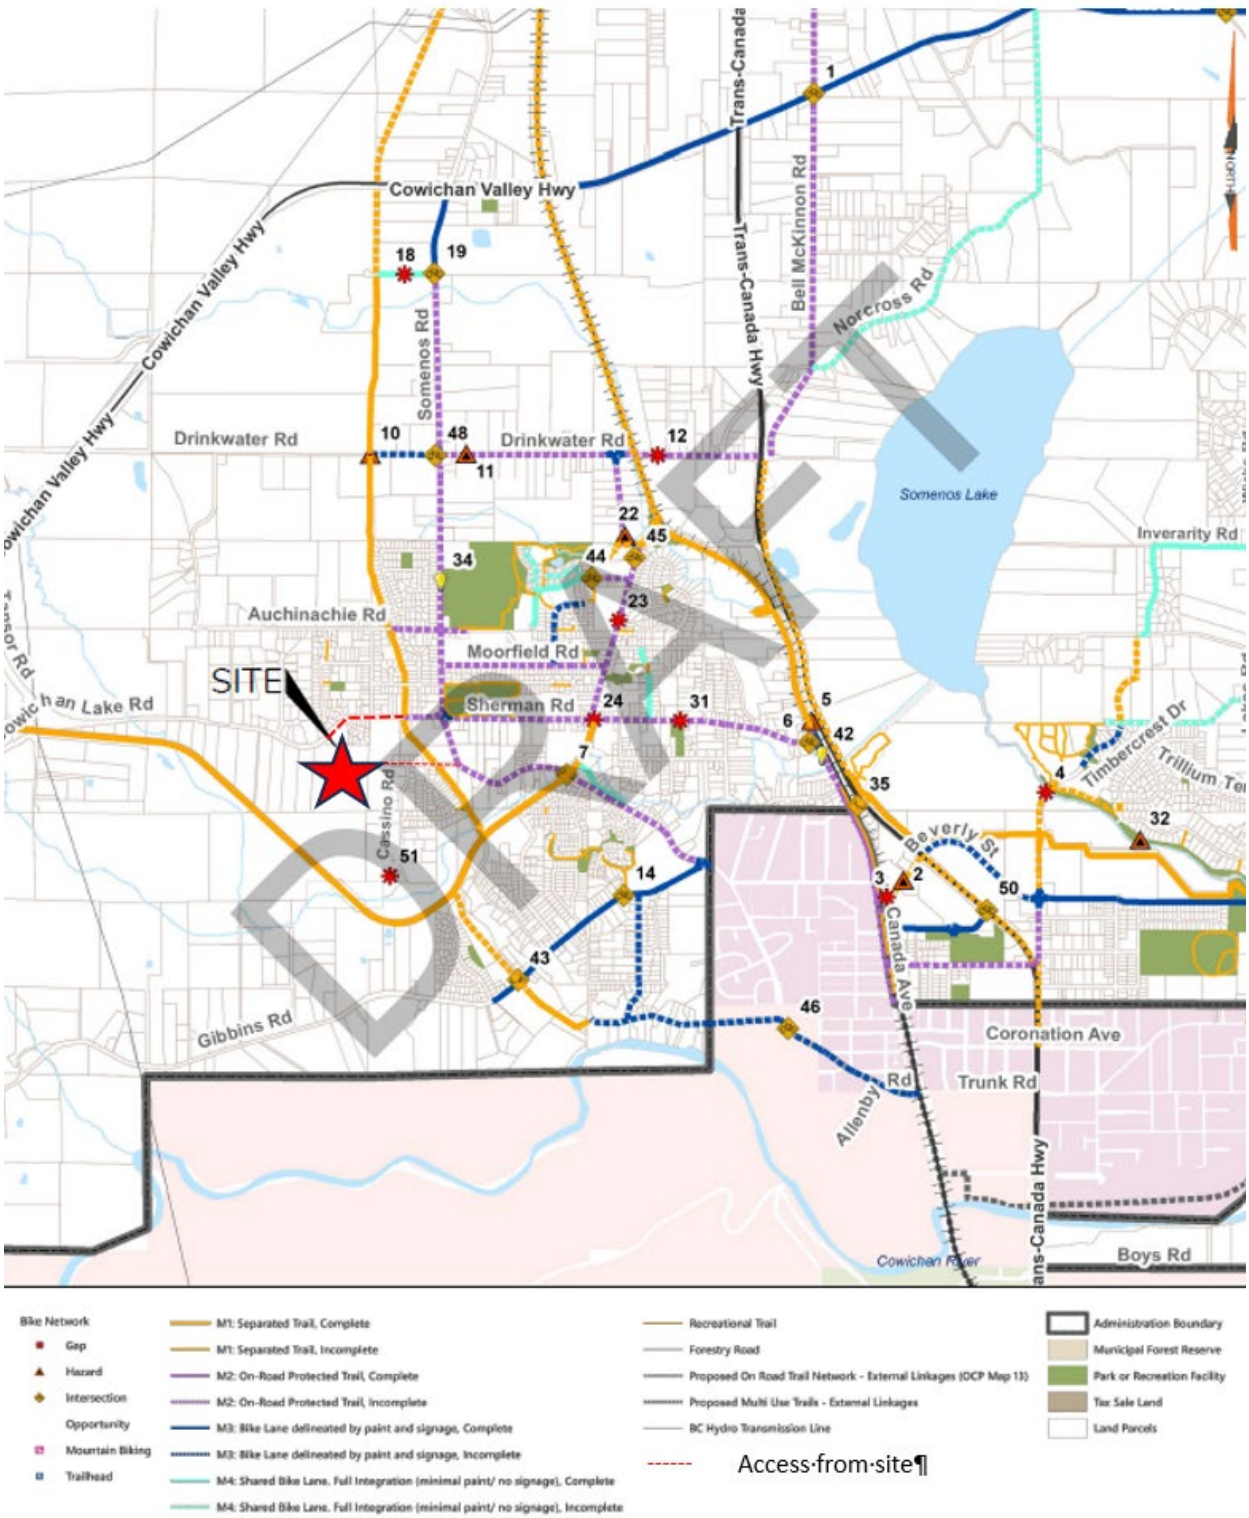 Trans-Canada
1
Cowichan Valley Hwy
NORTH
Bell McKinnon Rd
Trans-Canada Hwy
Cowichan Valley Hwy
18
19
Norcross Rd
Somenos Rd
Cowichan Valley Hwy
Drinkwater Rd
10
48
11
Drinkwater Rd
12
Somenos Lake
Inverarity Rd
22
45
44
34
23
Auchinachie Rd
Moorfield Rd
SITE
Sherman Rd
24
31
5
6
42
7
35
Timbercrest Dr
4
32
Cassino Rd
51
Beverly St
14
3
2
50
43
Canada Ave
46
Gibbins Rd
Coronation Ave
Allenby Rd
Trunk Rd
Cowichan River
Boys Rd
DRAFT
Bike Network
Gap
Hazard
Intersection
Opportunity
Mountain Biking
Trailhead
M1: Separated Trail, Complete
M1: Separated Trail, Incomplete
M2: On-Road Protected Trail, Complete
M2: On-Road Protected Trail, Incomplete
M3: Bike Lane delineated by paint and signage, Complete
M3: Bike Lane delineated by paint and signage, Incomplete
M4: Shared Bike Lane. Full Integration (minimal paint/ no signage), Complete
M4: Shared Bike Lane. Full Integration (minimal paint/ no signage), Incomplete
Recreational Trail
Forestry Road
Proposed On Road Trail Network - External Linkages (OCP Map 13)
Proposed Multi Use Trails - External Linkages
BC Hydro Transmission Line
Access·from·site¶
Administration Boundary
Municipal Forest Reserve
Park or Recreation Facility
Tax Sale Land
Land Parcels